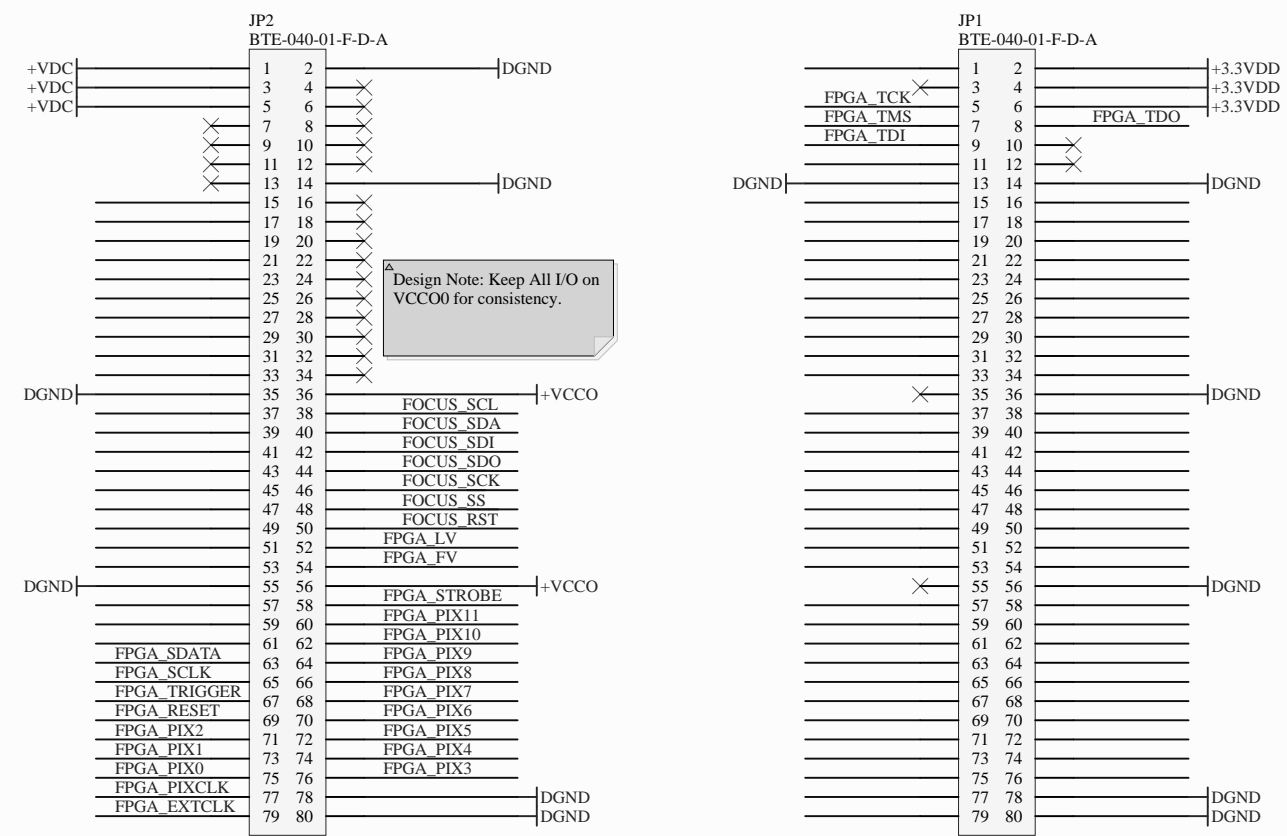 JP2
BTE-040-01-F-D-A
+VDC 1 2 DGND
+VDC 3 4
+VDC 5 6
7 8
9 10
11 12
13 14 DGND
15 16
17 18
19 20
21 22
23 24
25 26
27 28
29 30
31 32
33 34
DGND 35 36 +VCCO
37 38 FOCUS_SCL
39 40 FOCUS_SDA
41 42 FOCUS_SDI
43 44 FOCUS_SDO
45 46 FOCUS_SCK
47 48 FOCUS_SS
49 50 FOCUS_RST
51 52 FPGA_LV
53 54 FPGA_FV
DGND 55 56 +VCCO
57 58 FPGA_STROBE
59 60 FPGA_PIX11
61 62 FPGA_PIX10
FPGA_SDATA 63 64 FPGA_PIX9
FPGA_SCLK 65 66 FPGA_PIX8
FPGA_TRIGGER 67 68 FPGA_PIX7
FPGA_RESET 69 70 FPGA_PIX6
FPGA_PIX2 71 72 FPGA_PIX5
FPGA_PIX1 73 74 FPGA_PIX4
FPGA_PIX0 75 76 FPGA_PIX3
FPGA_PIXCLK 77 78 DGND
FPGA_EXTCLK 79 80 DGND
Design Note: Keep All I/O on
VCCO0 for consistency.
JP1
BTE-040-01-F-D-A
1 2 +3.3VDD
3 4 +3.3VDD
FPGA_TCK 5 6 +3.3VDD
FPGA_TMS 7 8 FPGA_TDO
FPGA_TDI 9 10
11 12
DGND 13 14 DGND
15 16
17 18
19 20
21 22
23 24
25 26
27 28
29 30
31 32
33 34
35 36 DGND
37 38
39 40
41 42
43 44
45 46
47 48
49 50
51 52
53 54
55 56 DGND
57 58
59 60
61 62
63 64
65 66
67 68
69 70
71 72
73 74
75 76
77 78 DGND
79 80 DGND